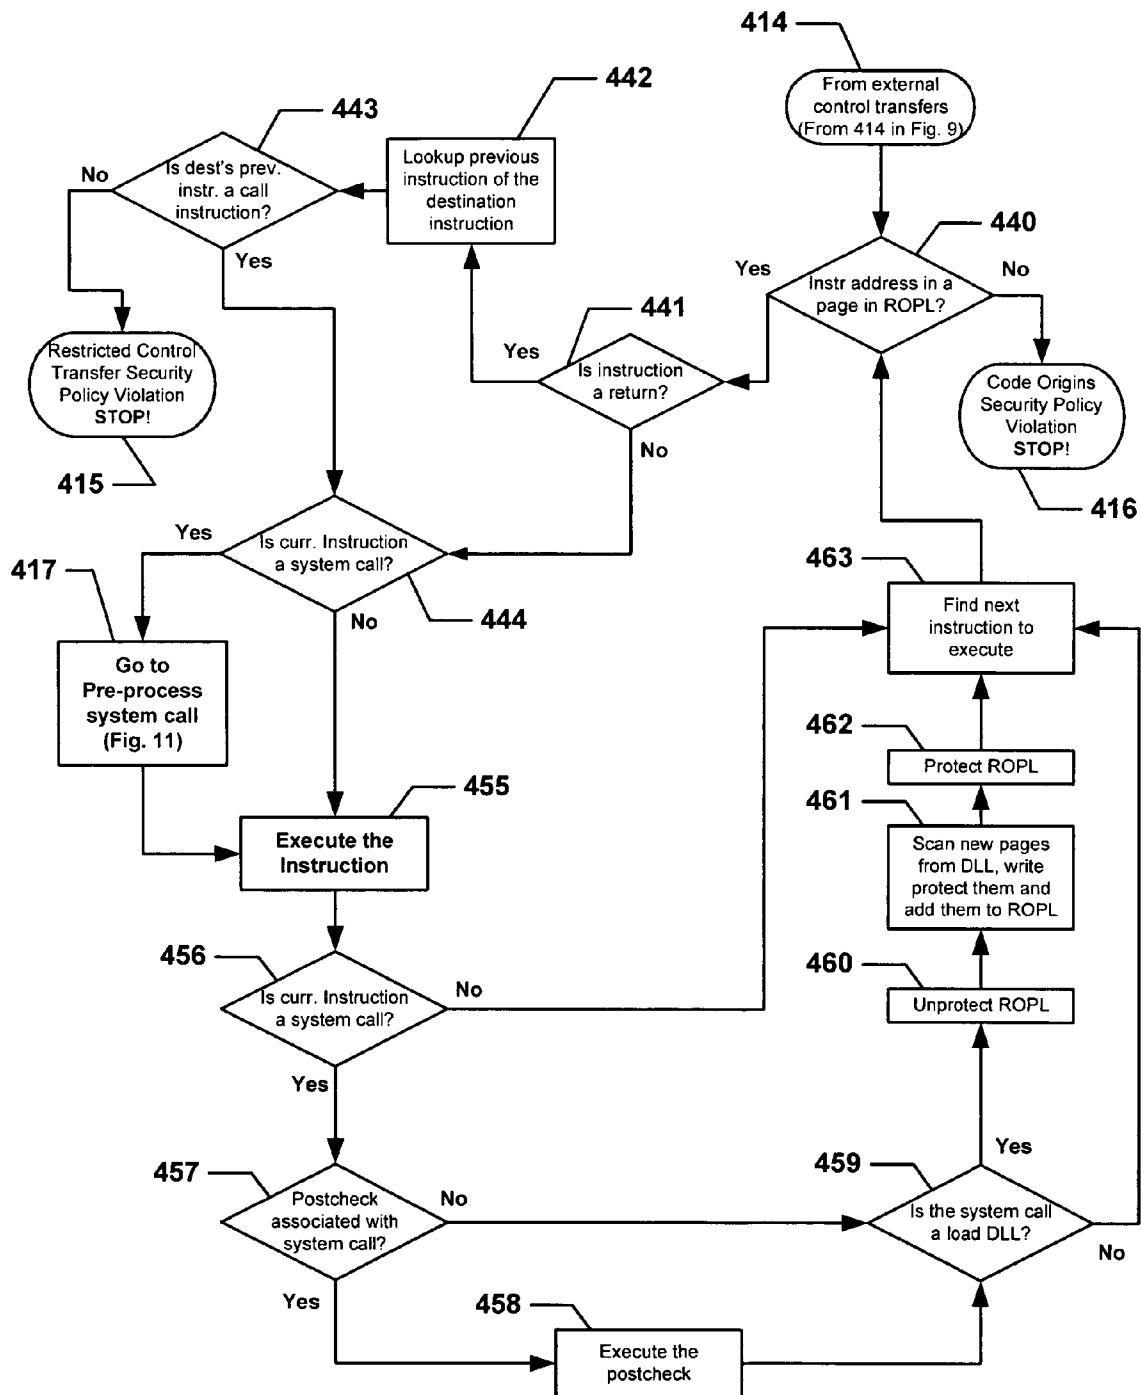 414
From external
control transfers
(From 414 in Fig. 9)
442
443
Lookup previous
instruction of the
destination
instruction
Is dest's prev.
instr. a call
instruction?
No
Yes
440
Instr address in a
page in ROPL?
Yes
No
441
Is instruction
a return?
Yes
No
Restricted Control
Transfer Security
Policy Violation
STOP!
415
Code Origins
Security Policy
Violation
STOP!
416
Is curr. Instruction
a system call?
Yes
No
444
417
Go to
Pre-process
system call
(Fig. 11)
463
Find next
instruction to
execute
462
Protect ROPL
455
Execute the
Instruction
461
Scan new pages
from DLL, write
protect them and
add them to ROPL
456
Is curr. Instruction
a system call?
No
Yes
460
Unprotect ROPL
457
Postcheck
associated with
system call?
No
Yes
459
Is the system call
a load DLL?
Yes
No
458
Execute the
postcheck